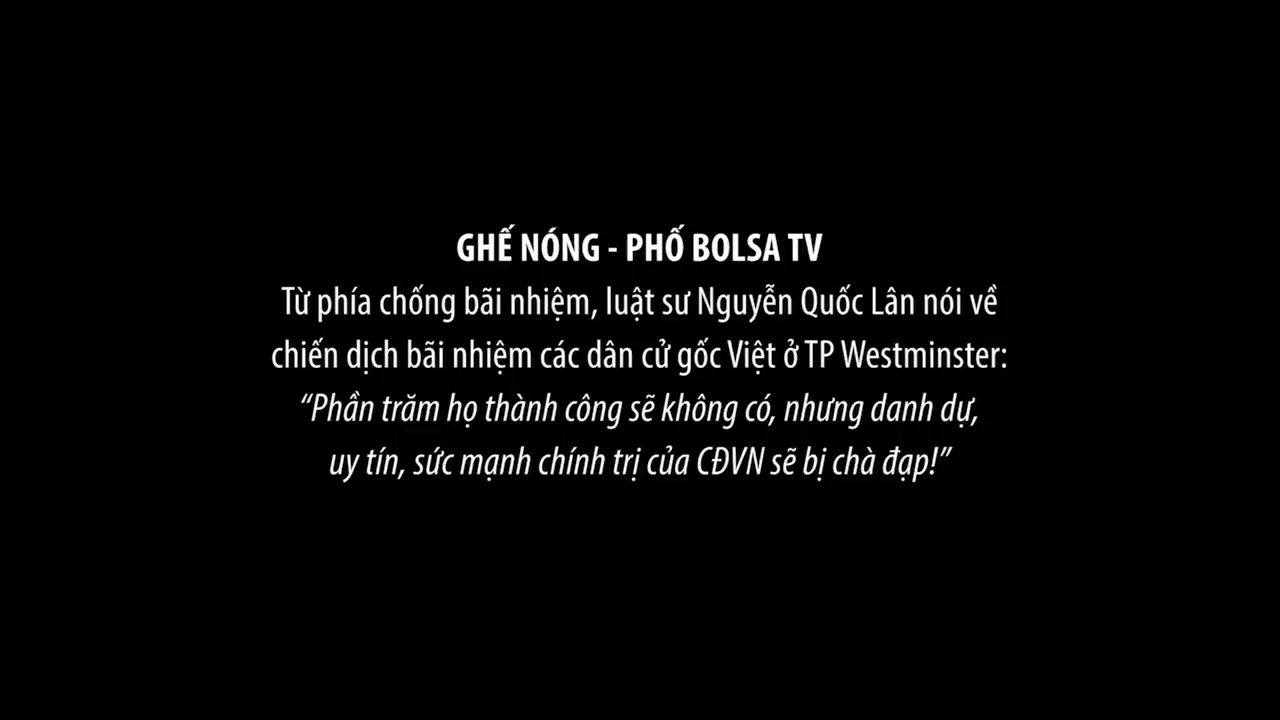 GHẾ NÓNG - PHỐ BOLSA TV
Từ phía chống bãi nhiệm, luật sư Nguyễn Quốc Lân nói về
chiến dịch bãi nhiệm các dân cử gốc Việt ở TP Westminster:
“Phần trăm họ thành công sẽ không có, nhưng danh dự,
uy tín, sức mạnh chính trị của CĐVN sẽ bị chà đạp!”